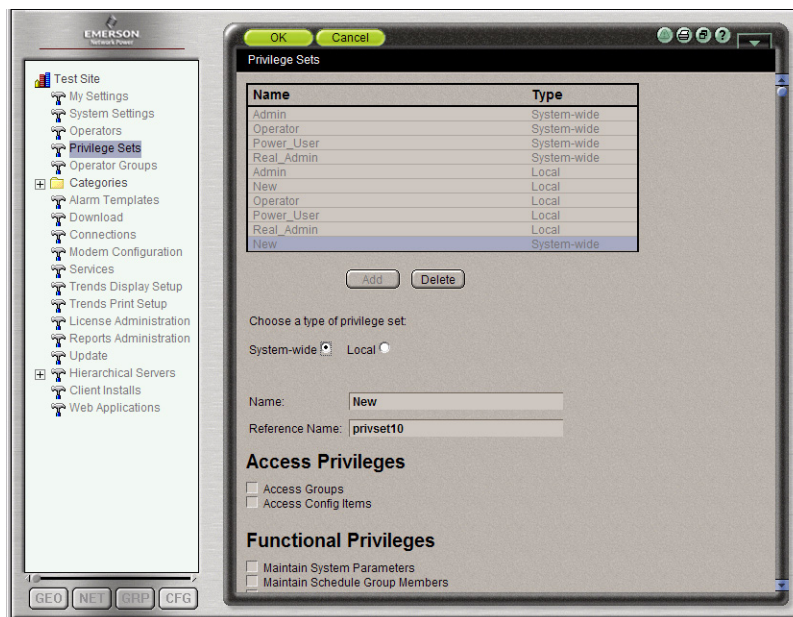 EMERSON
Network Power
OK Cancel
Privilege Sets
Test Site
My Settings
System Settings
Operators
Privilege Sets
Operator Groups
Categories
Alarm Templates
Download
Connections
Modem Configuration
Services
Trends Display Setup
Trends Print Setup
License Administration
Reports Administration
Update
Hierarchical Servers
Client Installs
Web Applications
GEO NET GRP CFG
Name Type
Admin System-wide
Operator System-wide
Power_User System-wide
Real_Admin System-wide
Admin Local
New Local
Operator Local
Power_User Local
Real_Admin Local
New System-wide
Add Delete
Choose a type of privilege set:
System-wide Local
Name: New
Reference Name: privset10
Access Privileges
Access Groups
Access Config Items
Functional Privileges
Maintain System Parameters
Maintain Schedule Group Members